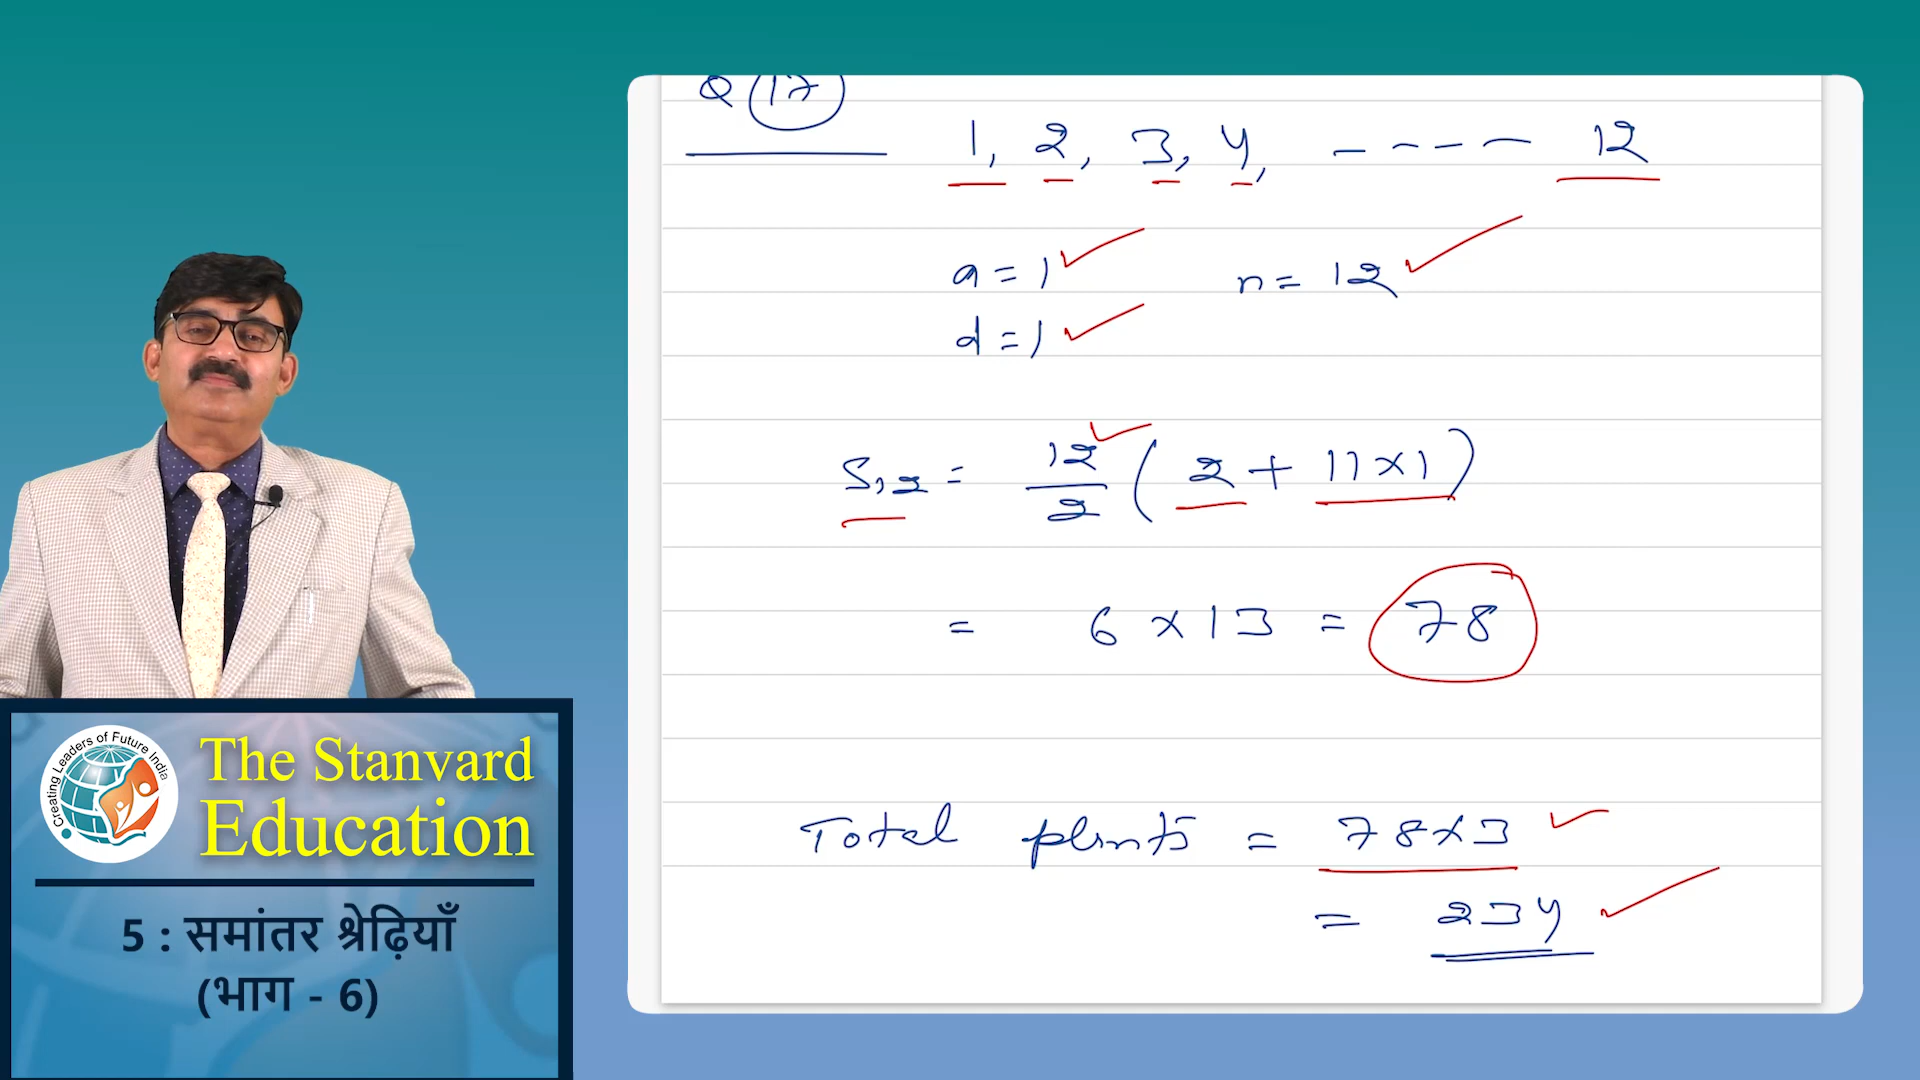 Q 17
1, 2, 3, 4, - - - - 12
a = 1 n = 12
d = 1
S12 = 12/2 ( 2 + 11 × 1 )
= 6 × 13 = 78
Total plants = 78 × 3
= 234
Creating Leaders of Future India
The Stanvard
Education
5 : समांतर श्रेढ़ियाँ
(भाग - 6)